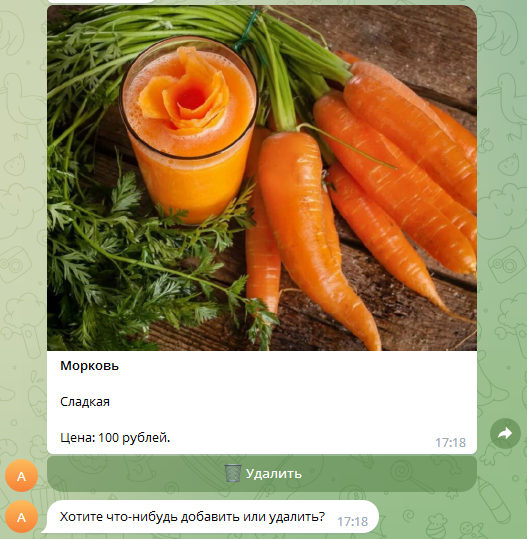 Морковь
Сладкая
Цена: 100 рублей.
17:18
А
Удалить
А
Хотите что-нибудь добавить или удалить?
17:18